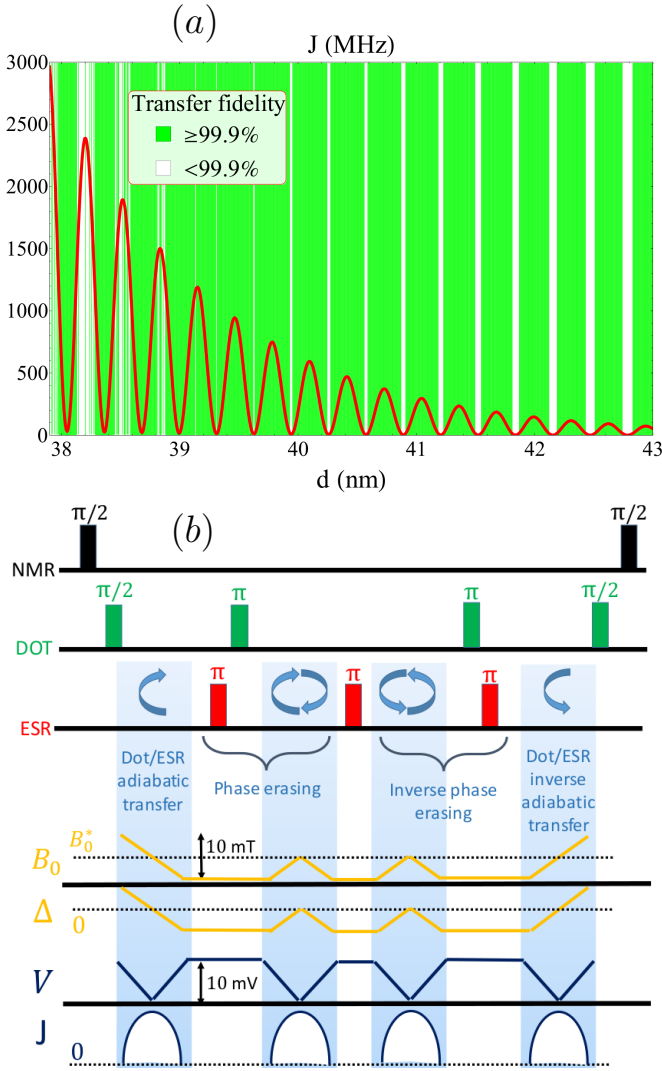 (a)
J (MHz)
3000
2500
2000
1500
1000
500
0
Transfer fidelity
≥99.9%
<99.9%
38 39 40 41 42 43
d (nm)
(b)
π/2 π/2
NMR
π/2 π π π/2
DOT
π π π
ESR
Dot/ESR
adiabatic
transfer
Phase erasing
Inverse phase
erasing
Dot/ESR
inverse
adiabatic
transfer
B₀*
B₀
10 mT
Δ 0
V
10 mV
J
0